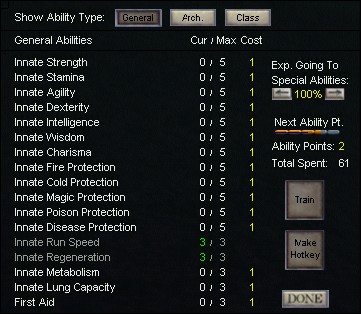 Show Ability Type: General Arch. Class
General Abilities Cur / Max Cost
Innate Strength 0 / 5 1
Innate Stamina 0 / 5 1
Innate Agility 0 / 5 1
Innate Dexterity 0 / 5 1
Innate Intelligence 0 / 5 1
Innate Wisdom 0 / 5 1
Innate Charisma 0 / 5 1
Innate Fire Protection 0 / 5 1
Innate Cold Protection 0 / 5 1
Innate Magic Protection 0 / 5 1
Innate Poison Protection 0 / 5 1
Innate Disease Protection 0 / 5 1
Innate Run Speed 3 / 3
Innate Regeneration 3 / 3
Innate Metabolism 0 / 3 1
Innate Lung Capacity 0 / 3 1
First Aid 0 / 3 1
Exp. Going To
Special Abilities:
100%
Next Ability Pt.
Ability Points: 2
Total Spent: 61
Train
Make
Hotkey
DONE